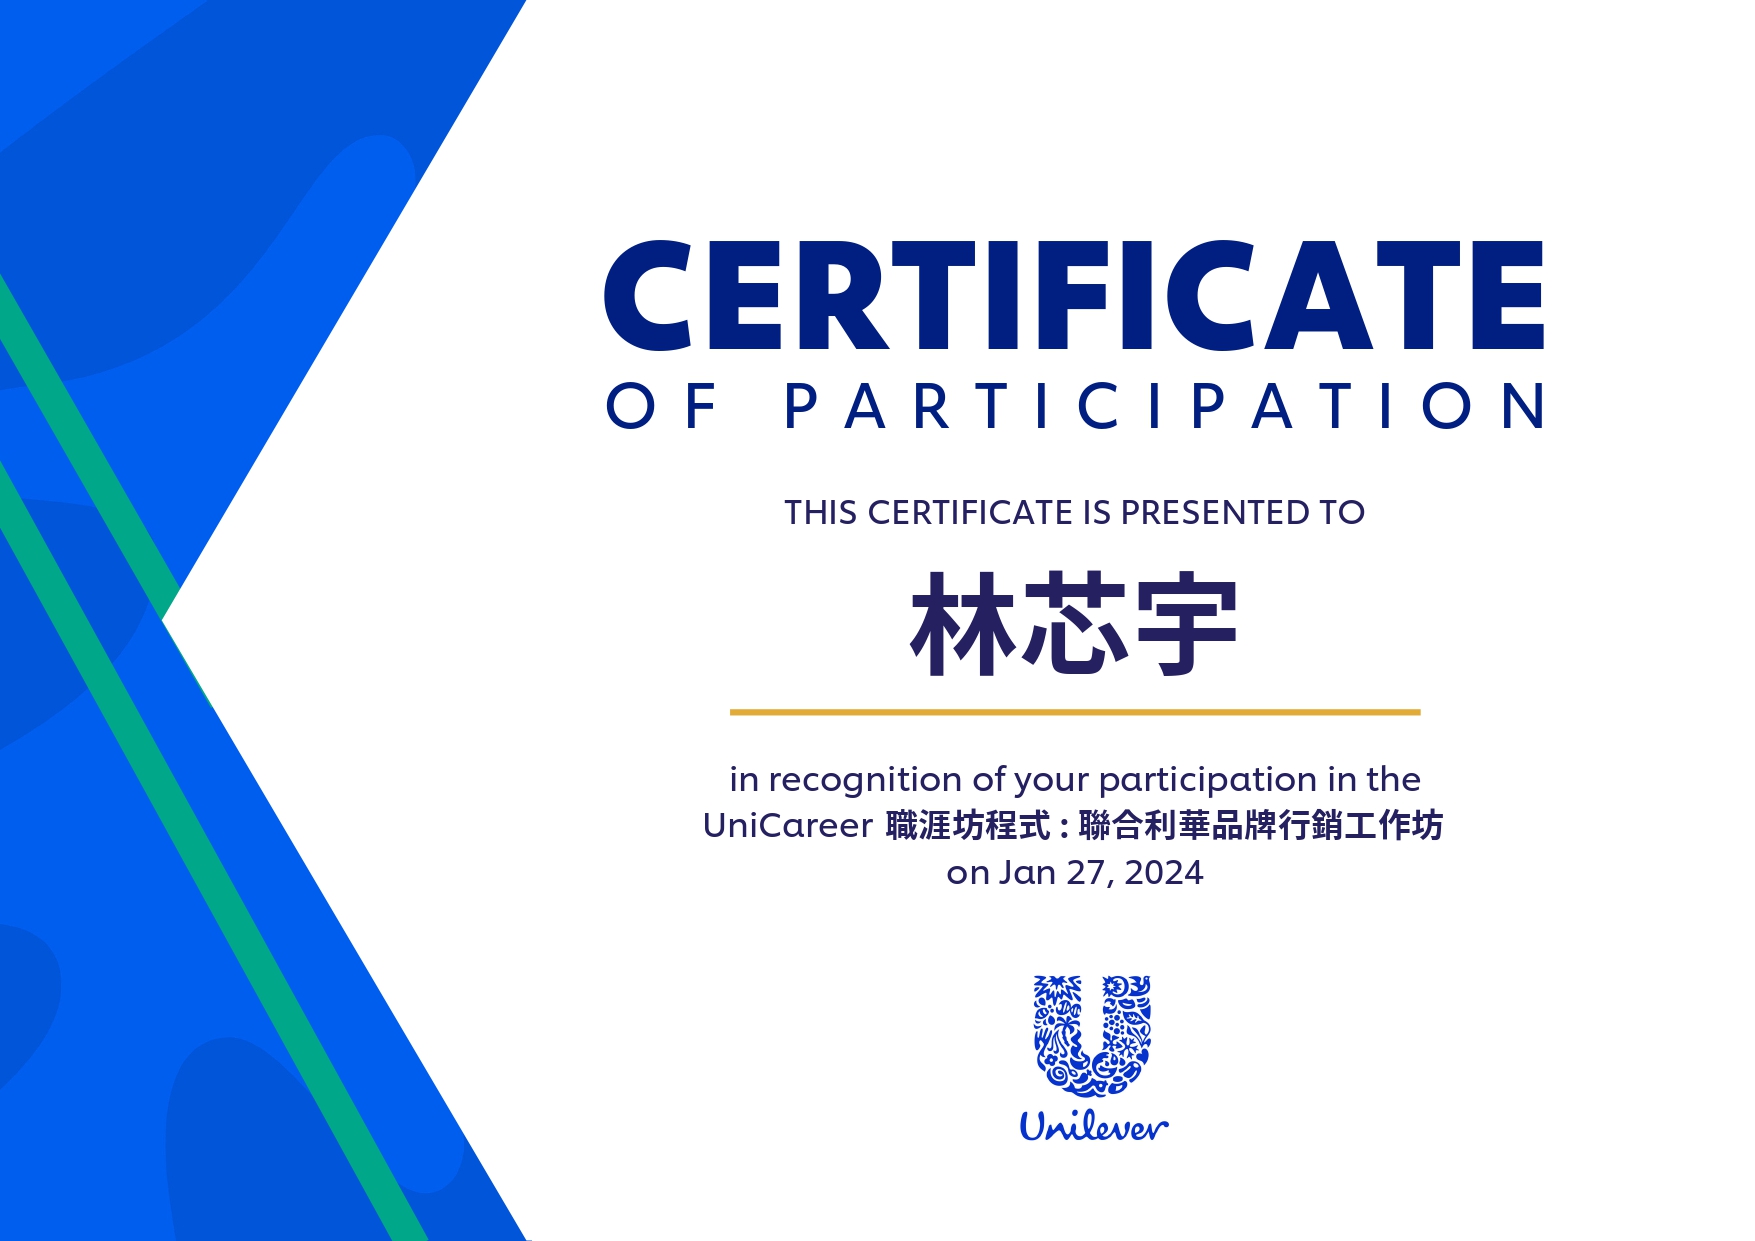 CERTIFICATE
OF PARTICIPATION
THIS CERTIFICATE IS PRESENTED TO
林芯宇
in recognition of your participation in the
UniCareer 職涯坊程式 : 聯合利華品牌行銷工作坊
on Jan 27, 2024
Unilever